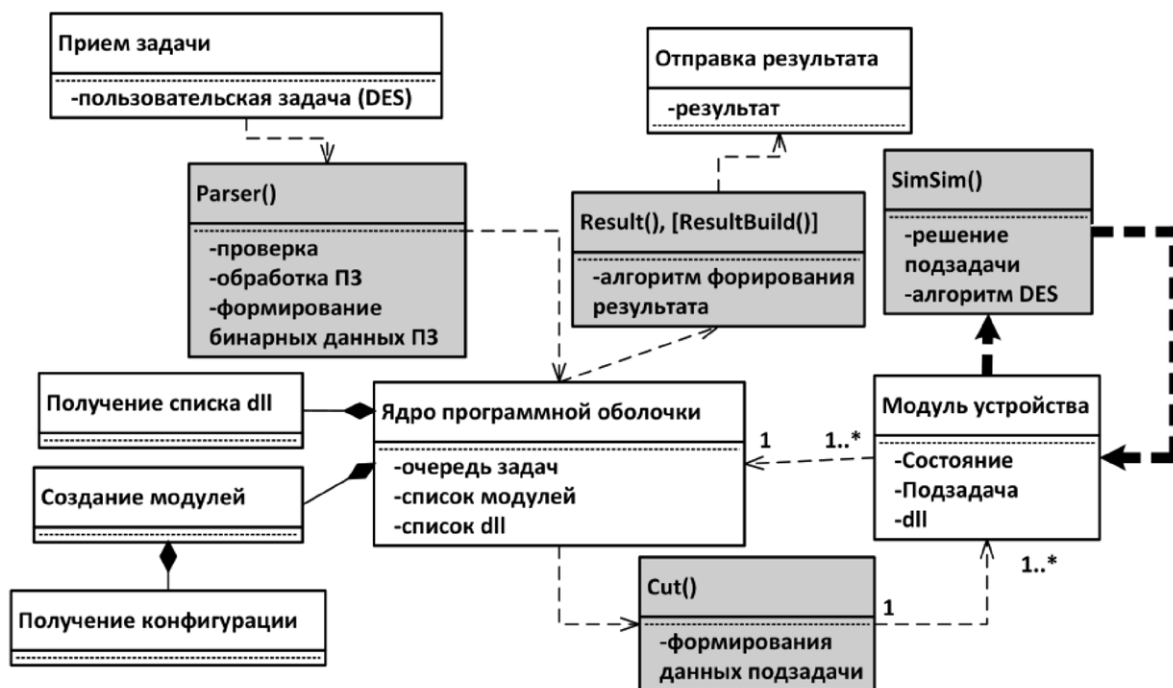 Прием задачи
-пользовательская задача (DES)
Отправка результата
-результат
Parser()
-проверка
-обработка ПЗ
-формирование
бинарных данных ПЗ
Result(), [ResultBuild()]
-алгоритм форирования
результата
SimSim()
-решение
подзадачи
-алгоритм DES
Получение списка dll
Создание модулей
Получение конфигурации
Ядро программной оболочки
-очередь задач
-список модулей
-список dll
1
1..*
Модуль устройства
-Состояние
-Подзадача
-dll
Cut()
-формирования
данных подзадачи
1
1..*